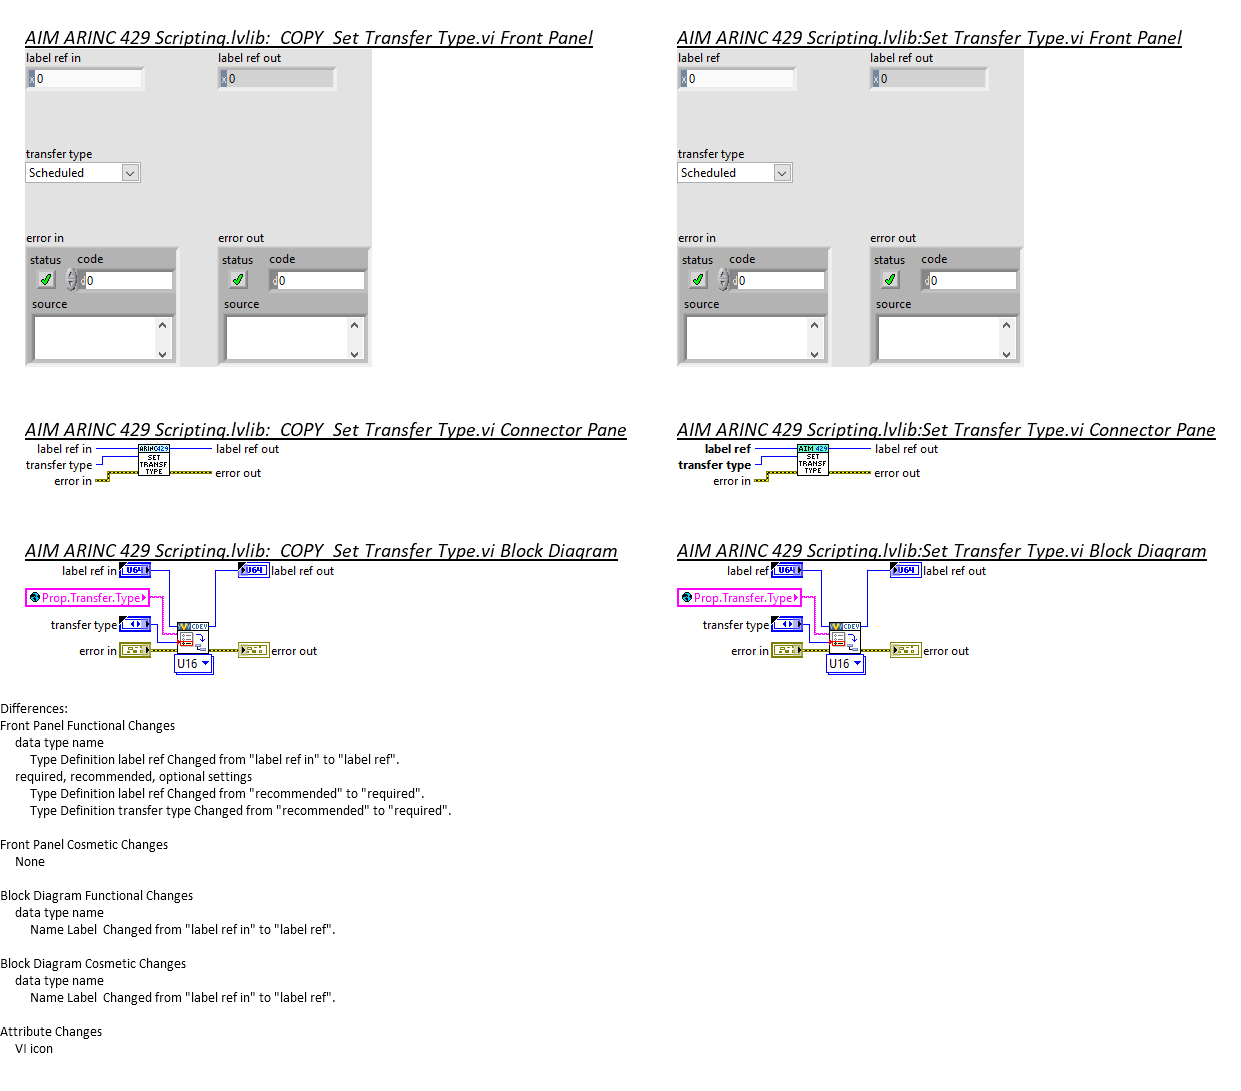 AIM ARINC 429 Scripting.lvlib:_COPY_Set Transfer Type.vi Front Panel
label ref in
label ref out
x 0
x 0
transfer type
Scheduled
error in
error out
status
code
status
code
d 0
d 0
source
source
AIM ARINC 429 Scripting.lvlib:Set Transfer Type.vi Front Panel
label ref
label ref out
x 0
x 0
transfer type
Scheduled
error in
error out
status
code
status
code
d 0
d 0
source
source
AIM ARINC 429 Scripting.lvlib:_COPY_Set Transfer Type.vi Connector Pane
label ref in
label ref out
transfer type
error in
error out
ARINC429
SET
TRANSF
TYPE
AIM ARINC 429 Scripting.lvlib:Set Transfer Type.vi Connector Pane
label ref
label ref out
transfer type
error in
error out
AIM 429
SET
TRANSF
TYPE
AIM ARINC 429 Scripting.lvlib:_COPY_Set Transfer Type.vi Block Diagram
label ref in
U64
U64
label ref out
Prop.Transfer.Type
CDEV
transfer type
error in
error out
U16
AIM ARINC 429 Scripting.lvlib:Set Transfer Type.vi Block Diagram
label ref
U64
U64
label ref out
Prop.Transfer.Type
CDEV
transfer type
error in
error out
U16
Differences:
Front Panel Functional Changes
data type name
Type Definition label ref Changed from "label ref in" to "label ref".
required, recommended, optional settings
Type Definition label ref Changed from "recommended" to "required".
Type Definition transfer type Changed from "recommended" to "required".
Front Panel Cosmetic Changes
None
Block Diagram Functional Changes
data type name
Name Label  Changed from "label ref in" to "label ref".
Block Diagram Cosmetic Changes
data type name
Name Label  Changed from "label ref in" to "label ref".
Attribute Changes
VI icon